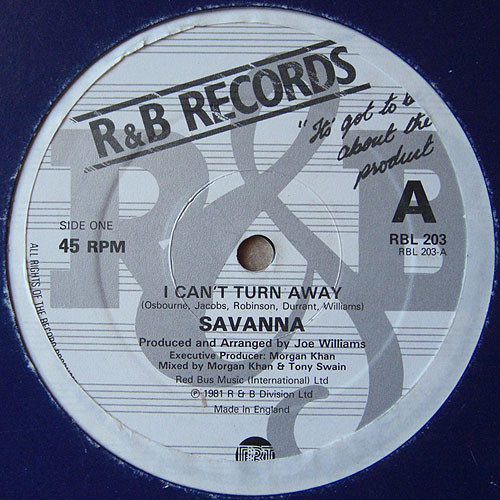 R&B RECORDS
"Its got to b
about the
product
A
SIDE ONE
45 RPM
RBL 203
RBL 203-A
I CAN'T TURN AWAY
(Osbourne, Jacobs, Robinson, Durrant, Williams)
SAVANNA
Produced and Arranged by Joe Williams
Executive Producer: Morgan Khan
Mixed by Morgan Khan & Tony Swain
Red Bus Music (International) Ltd
℗ 1981 R & B Division Ltd
Made in England
ALL RIGHTS OF THE RECORD
PRT
R&B